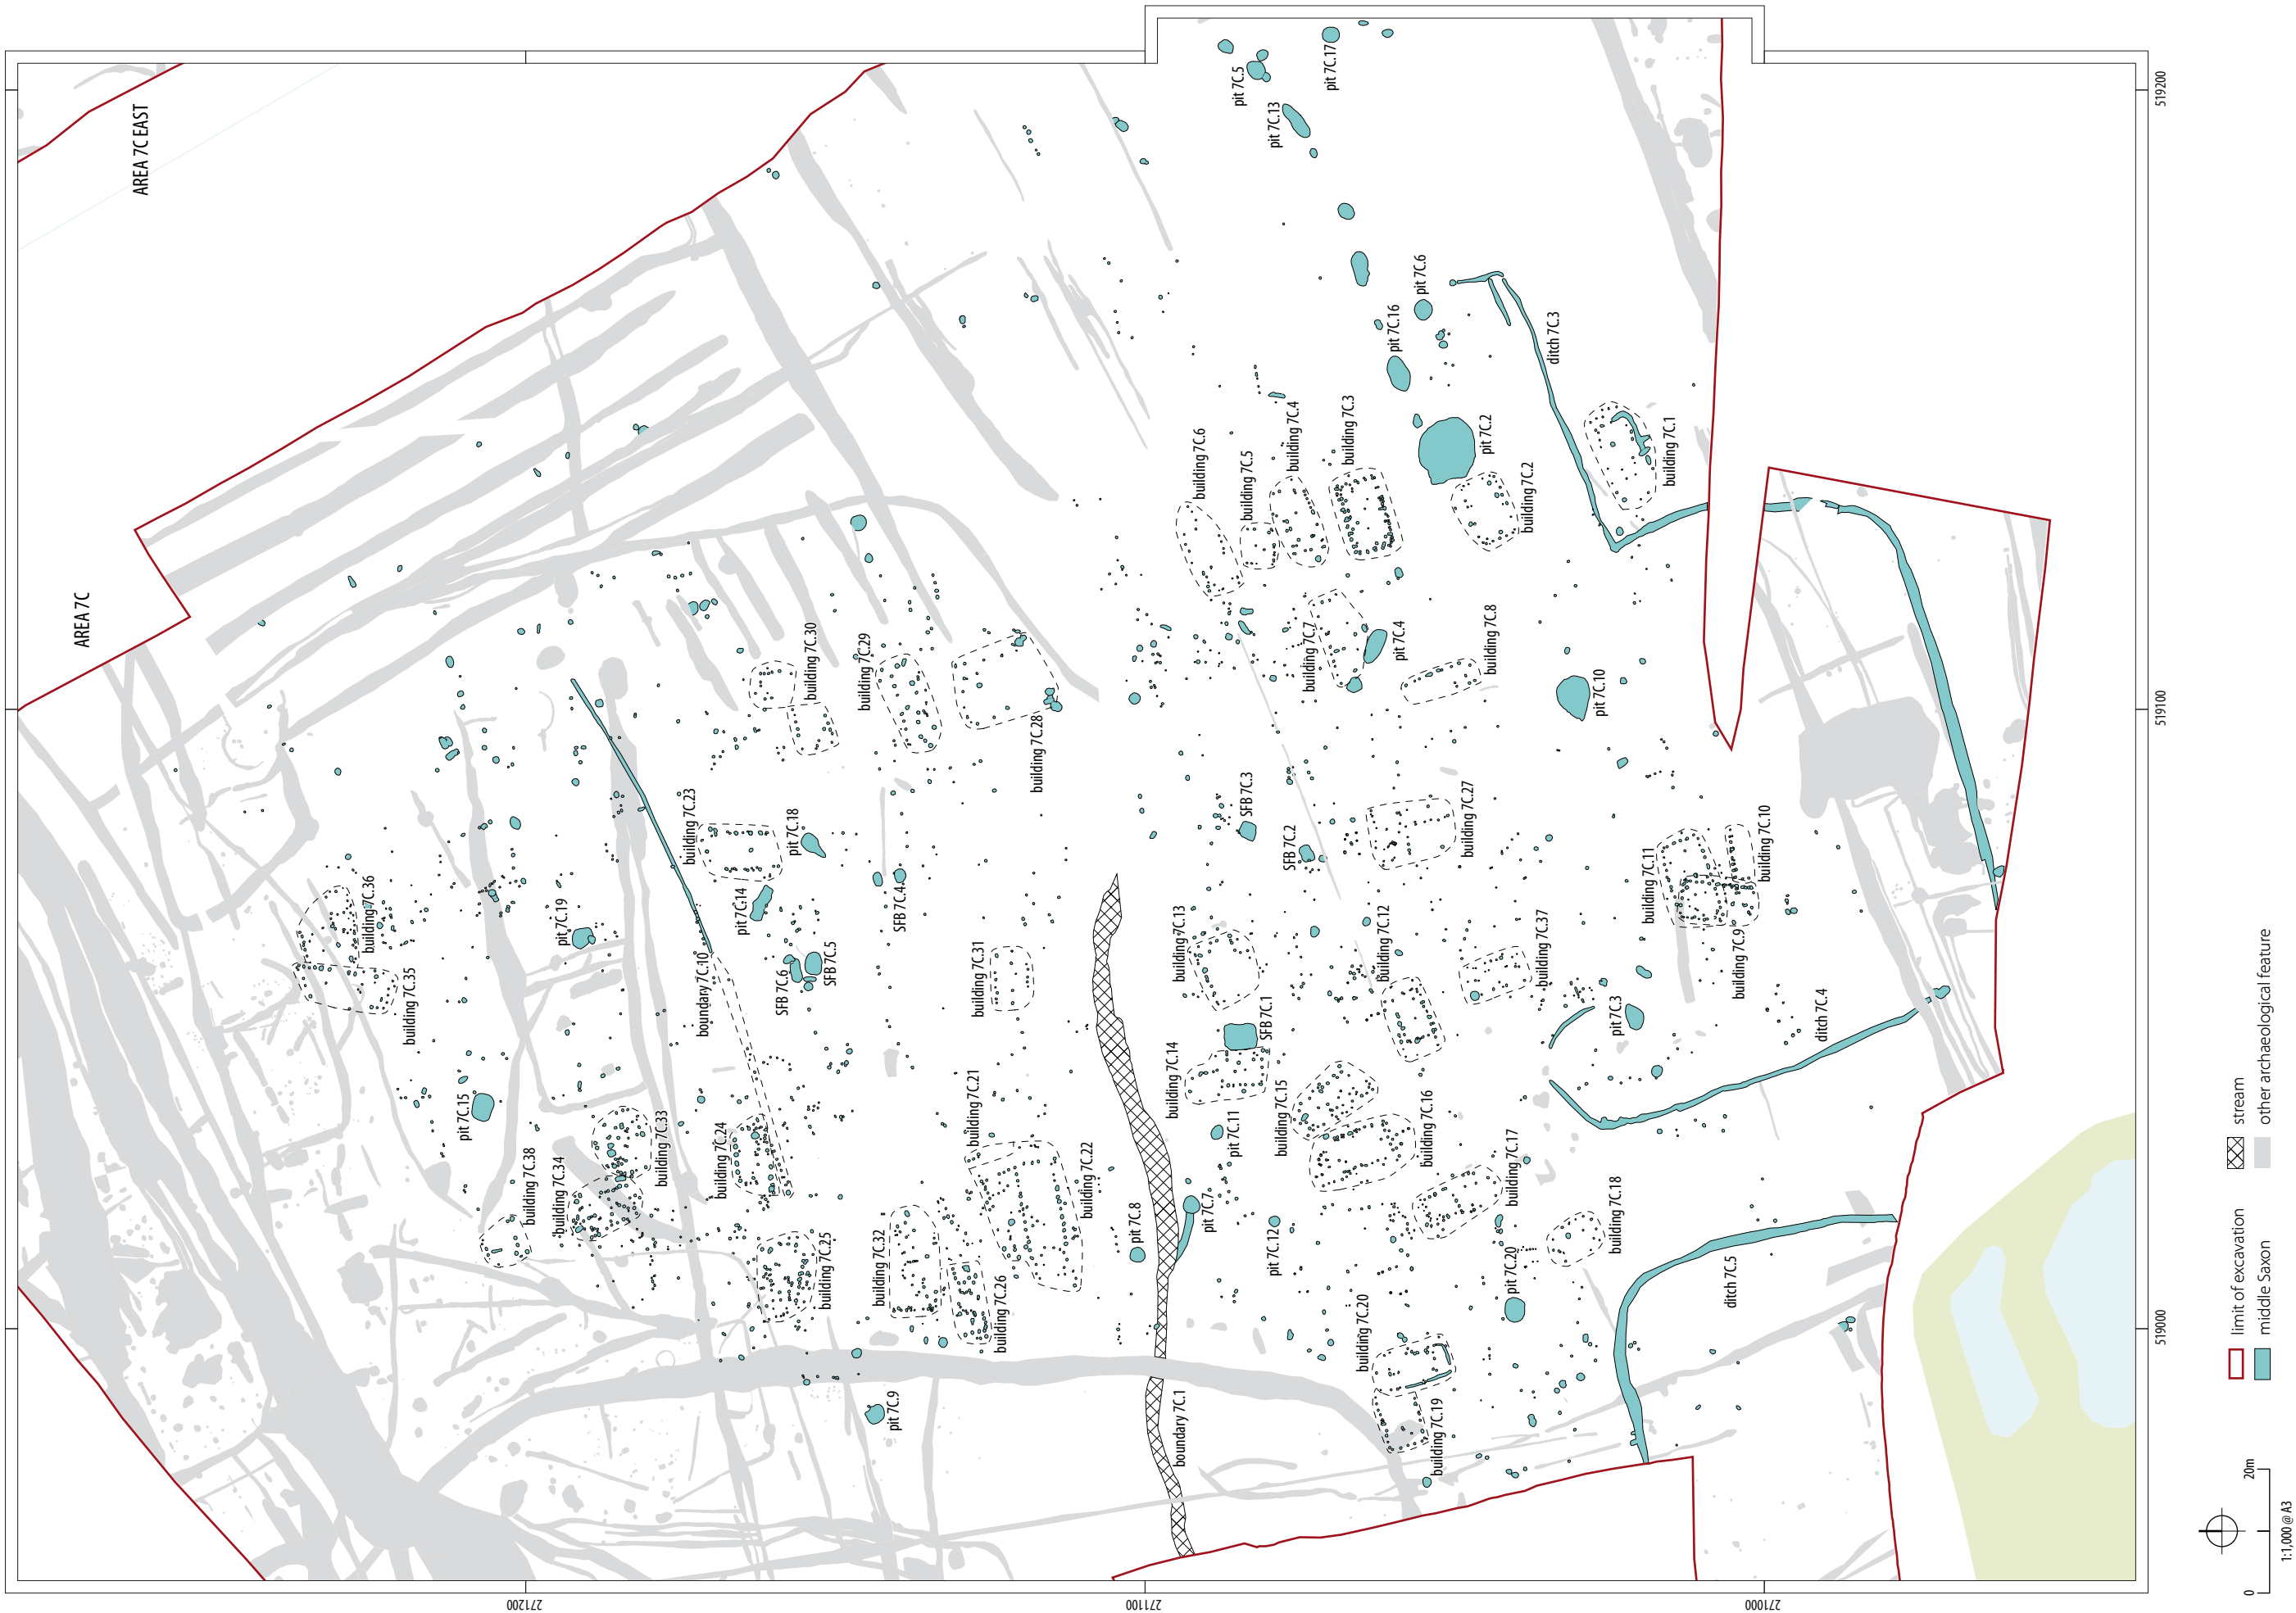 AREA 7C EAST
AREA 7C
pit 7C.5
pit 7C.17
pit 7C.13
pit 7C.6
pit 7C.16
ditch 7C.3
building 7C.6
building 7C.5
building 7C.4
building 7C.3
pit 7C.2
building 7C.2
building 7C.1
building 7C.30
building 7C.29
building 7C.28
building 7C.7
pit 7C.4
building 7C.8
pit 7C.10
building 7C.23
pit 7C.18
SFB 7C.3
SFB 7C.2
building 7C.27
building 7C.36
building 7C.35
pit 7C.19
pit 7C.14
SFB 7C.4
SFB 7C.6
SFB 7C.5
boundary 7C.10
building 7C.31
building 7C.13
SFB 7C.1
building 7C.12
building 7C.37
building 7C.11
building 7C.10
building 7C.9
pit 7C.3
ditch 7C.4
pit 7C.15
building 7C.38
building 7C.34
building 7C.33
building 7C.24
building 7C.21
building 7C.22
building 7C.14
pit 7C.11
building 7C.15
building 7C.16
building 7C.17
building 7C.18
building 7C.25
building 7C.32
building 7C.26
pit 7C.8
pit 7C.7
pit 7C.12
pit 7C.20
building 7C.20
building 7C.19
ditch 7C.5
pit 7C.9
boundary 7C.1
519200
519100
519000
271200
271100
271000
limit of excavation
middle Saxon
stream
other archaeological feature
0
20m
1:1,000 @ A3